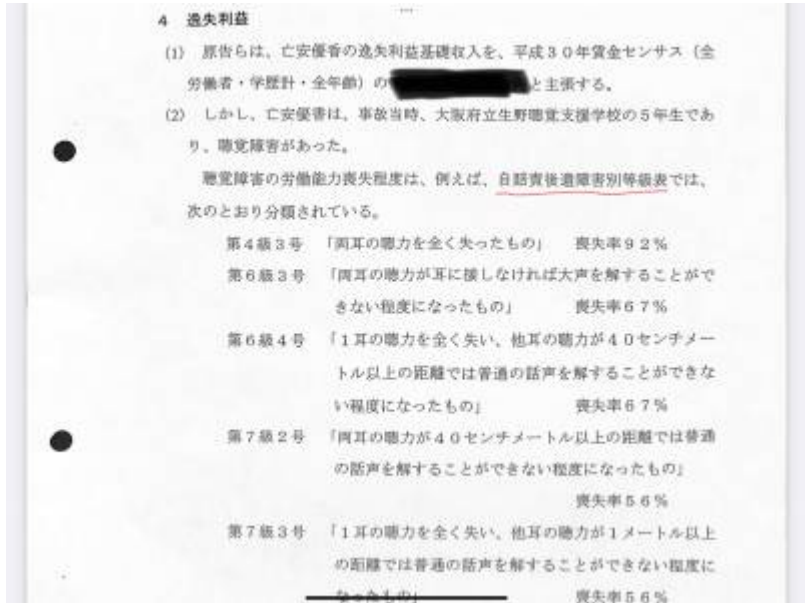 4 逸失利益
(1) 原告らは、亡安優香の逸失利益基礎収入を、平成30年賃金センサス(全
労働者・学歴計・全年齢)の
と主張する。
(2) しかし、亡安優香は、事故当時、大阪府立生野聴覚支援学校の5年生であ
り、聴覚障害があった。
聴覚障害の労働能力喪失程度は、例えば、自話責後遺障害別等級表では、
次のとおり分類されている。
第4級3号 「両耳の聴力を全く失ったもの」 喪失率92%
第6級3号 「両耳の聴力が耳に接しなければ大声を解することがで
きない程度になったもの」 喪失率67%
第6級4号 「1耳の聴力を全く失い、他耳の聴力が40センチメー
トル以上の距離では普通の話声を解することができな
い程度になったもの」 喪失率67%
第7級2号 「両耳の聴力が40センチメートル以上の距離では普通
の話声を解することができない程度になったもの」
喪失率56%
第7級3号 「1耳の聴力を全く失い、他耳の聴力が1メートル以上
の距離では普通の話声を解することができない程度に
なったもの」 喪失率56%